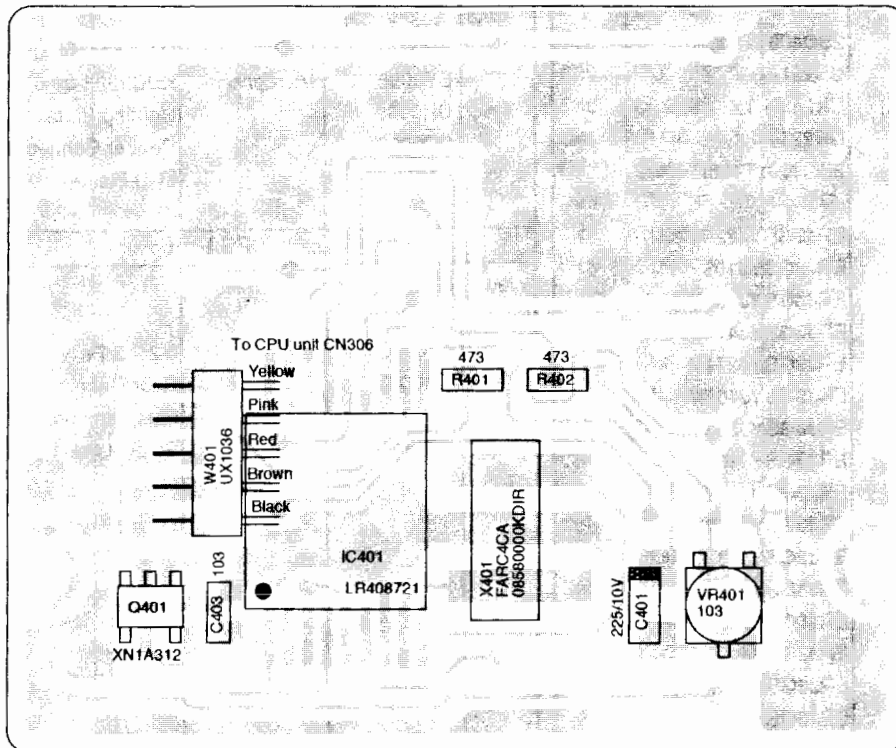 To CPU unit CN306
473
473
Yellow
R401
R402
Pink
Red
W401
UX1036
Brown
Black
103
IC401
LR408721
X401
FARC4CA
08580000KDIR
Q401
C403
225/10V
C401
VR401
103
XN1A312